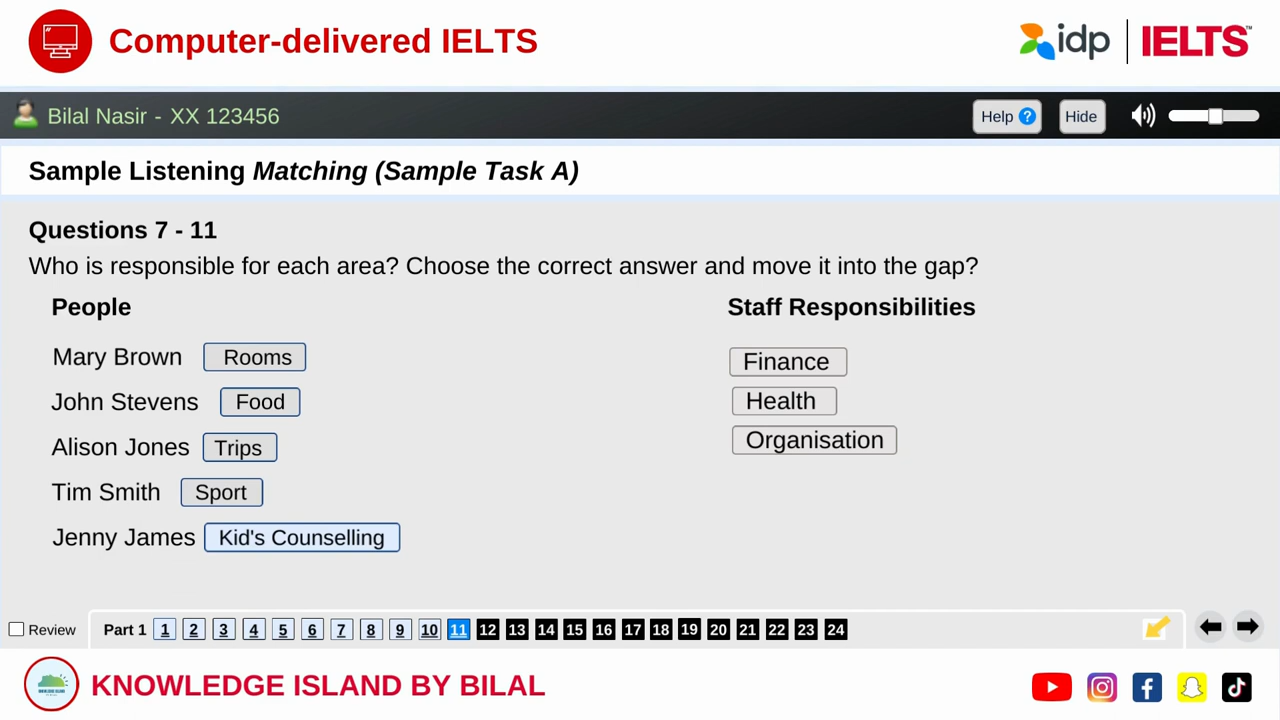 Computer-delivered IELTS
idp IELTS™
Bilal Nasir - XX 123456
Help ?
Hide
Sample Listening Matching (Sample Task A)
Questions 7 - 11
Who is responsible for each area? Choose the correct answer and move it into the gap?
People
Mary Brown Rooms
John Stevens Food
Alison Jones Trips
Tim Smith Sport
Jenny James Kid's Counselling
Staff Responsibilities
Finance
Health
Organisation
Review
Part 1 1 2 3 4 5 6 7 8 9 10 11 12 13 14 15 16 17 18 19 20 21 22 23 24
KNOWLEDGE ISLAND BY BILAL